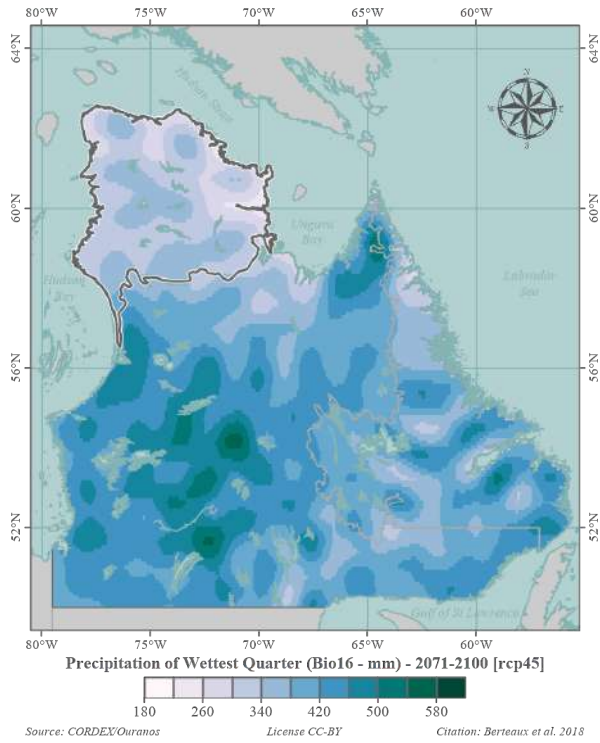 80°W 75°W 70°W 65°W 60°W
64°N 64°N
N
W E
S
Hudson Strait
60°N 60°N
Ungava
Bay
Hudson
Bay
Labrador
Sea
56°N 56°N
52°N 52°N
Gulf of St Lawrence
80°W 75°W 70°W 65°W 60°W
Precipitation of Wettest Quarter (Bio16 - mm) - 2071-2100 [rcp45]
180 260 340 420 500 580
Source: CORDEX/Ouranos License CC-BY Citation: Berteaux et al. 2018